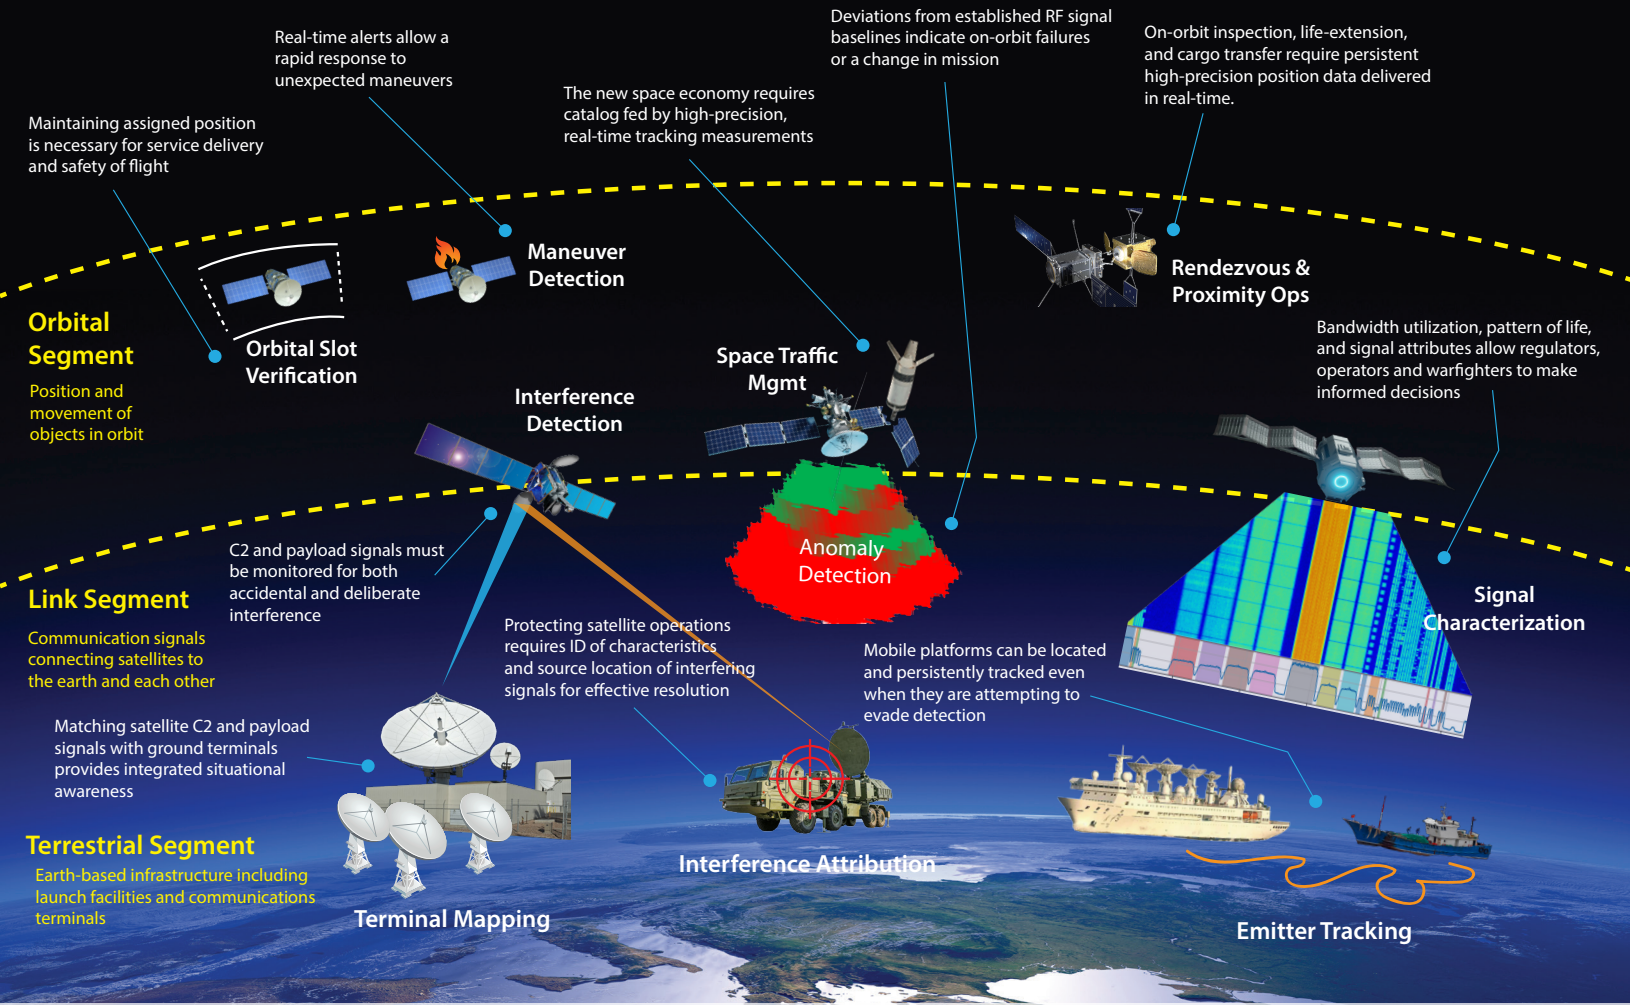 Real-time alerts allow a
rapid response to
unexpected maneuvers
Deviations from established RF signal
baselines indicate on-orbit failures
or a change in mission
On-orbit inspection, life-extension,
and cargo transfer require persistent
high-precision position data delivered
in real-time.
The new space economy requires
catalog fed by high-precision,
real-time tracking measurements
Maintaining assigned position
is necessary for service delivery
and safety of flight
Maneuver
Detection
Rendezvous &
Proximity Ops
Orbital
Segment
Position and
movement of
objects in orbit
Orbital Slot
Verification
Space Traffic
Mgmt
Bandwidth utilization, pattern of life,
and signal attributes allow regulators,
operators and warfighters to make
informed decisions
Interference
Detection
C2 and payload signals must
be monitored for both
accidental and deliberate
interference
Anomaly
Detection
Signal
Characterization
Link Segment
Communication signals
connecting satellites to
the earth and each other
Protecting satellite operations
requires ID of characteristics
and source location of interfering
signals for effective resolution
Mobile platforms can be located
and persistently tracked even
when they are attempting to
evade detection
Matching satellite C2 and payload
signals with ground terminals
provides integrated situational
awareness
Terrestrial Segment
Earth-based infrastructure including
launch facilities and communications
terminals
Terminal Mapping
Interference Attribution
Emitter Tracking